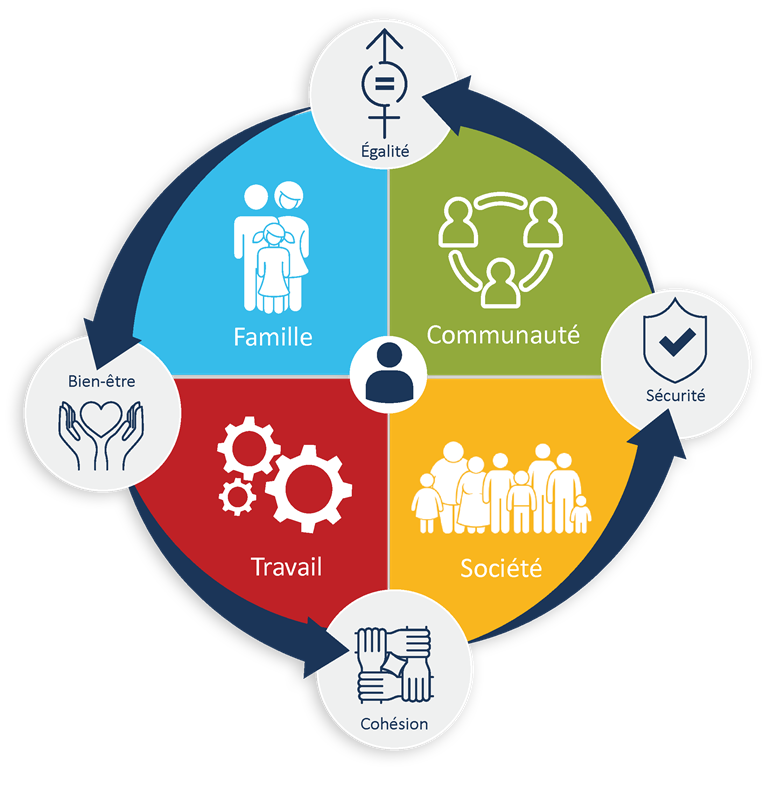 Égalité
Famille
Communauté
Bien-être
Sécurité
Travail
Société
Cohésion